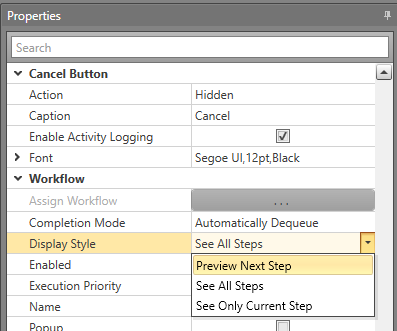 Properties
Search
Cancel Button
Action Hidden
Caption Cancel
Enable Activity Logging
Font Segoe UI,12pt,Black
Workflow
Assign Workflow ...
Completion Mode Automatically Dequeue
Display Style See All Steps
Enabled Preview Next Step
Execution Priority See All Steps
Name See Only Current Step
Popup